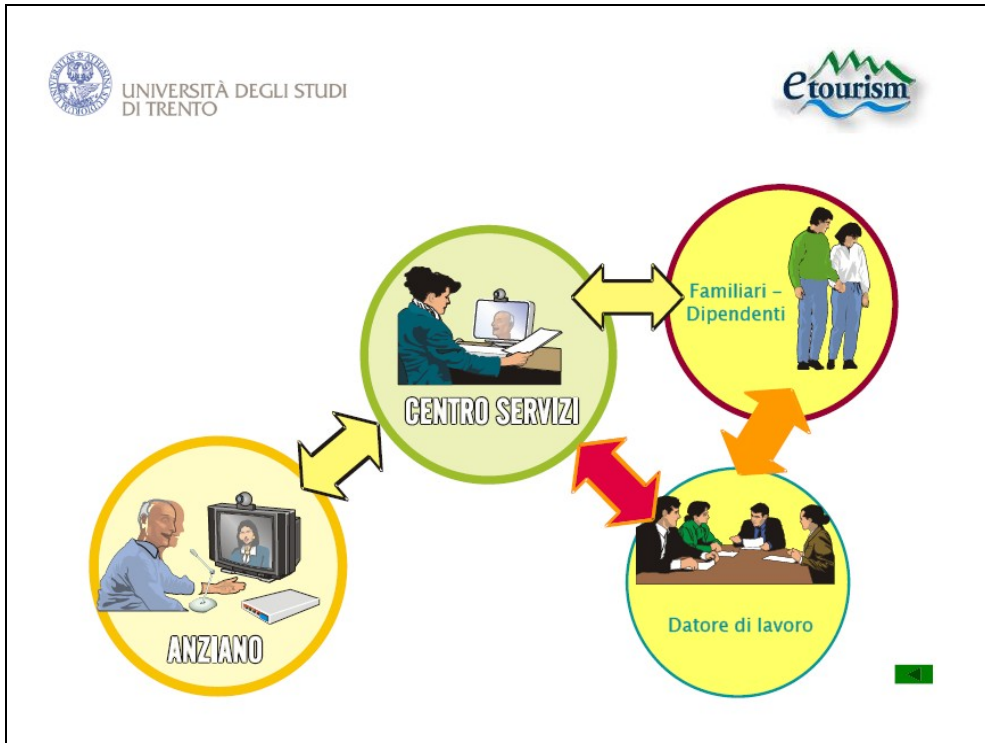 UNIVERSITÀ DEGLI STUDI
DI TRENTO
etourism
Familiari –
Dipendenti
CENTRO SERVIZI
ANZIANO
Datore di lavoro